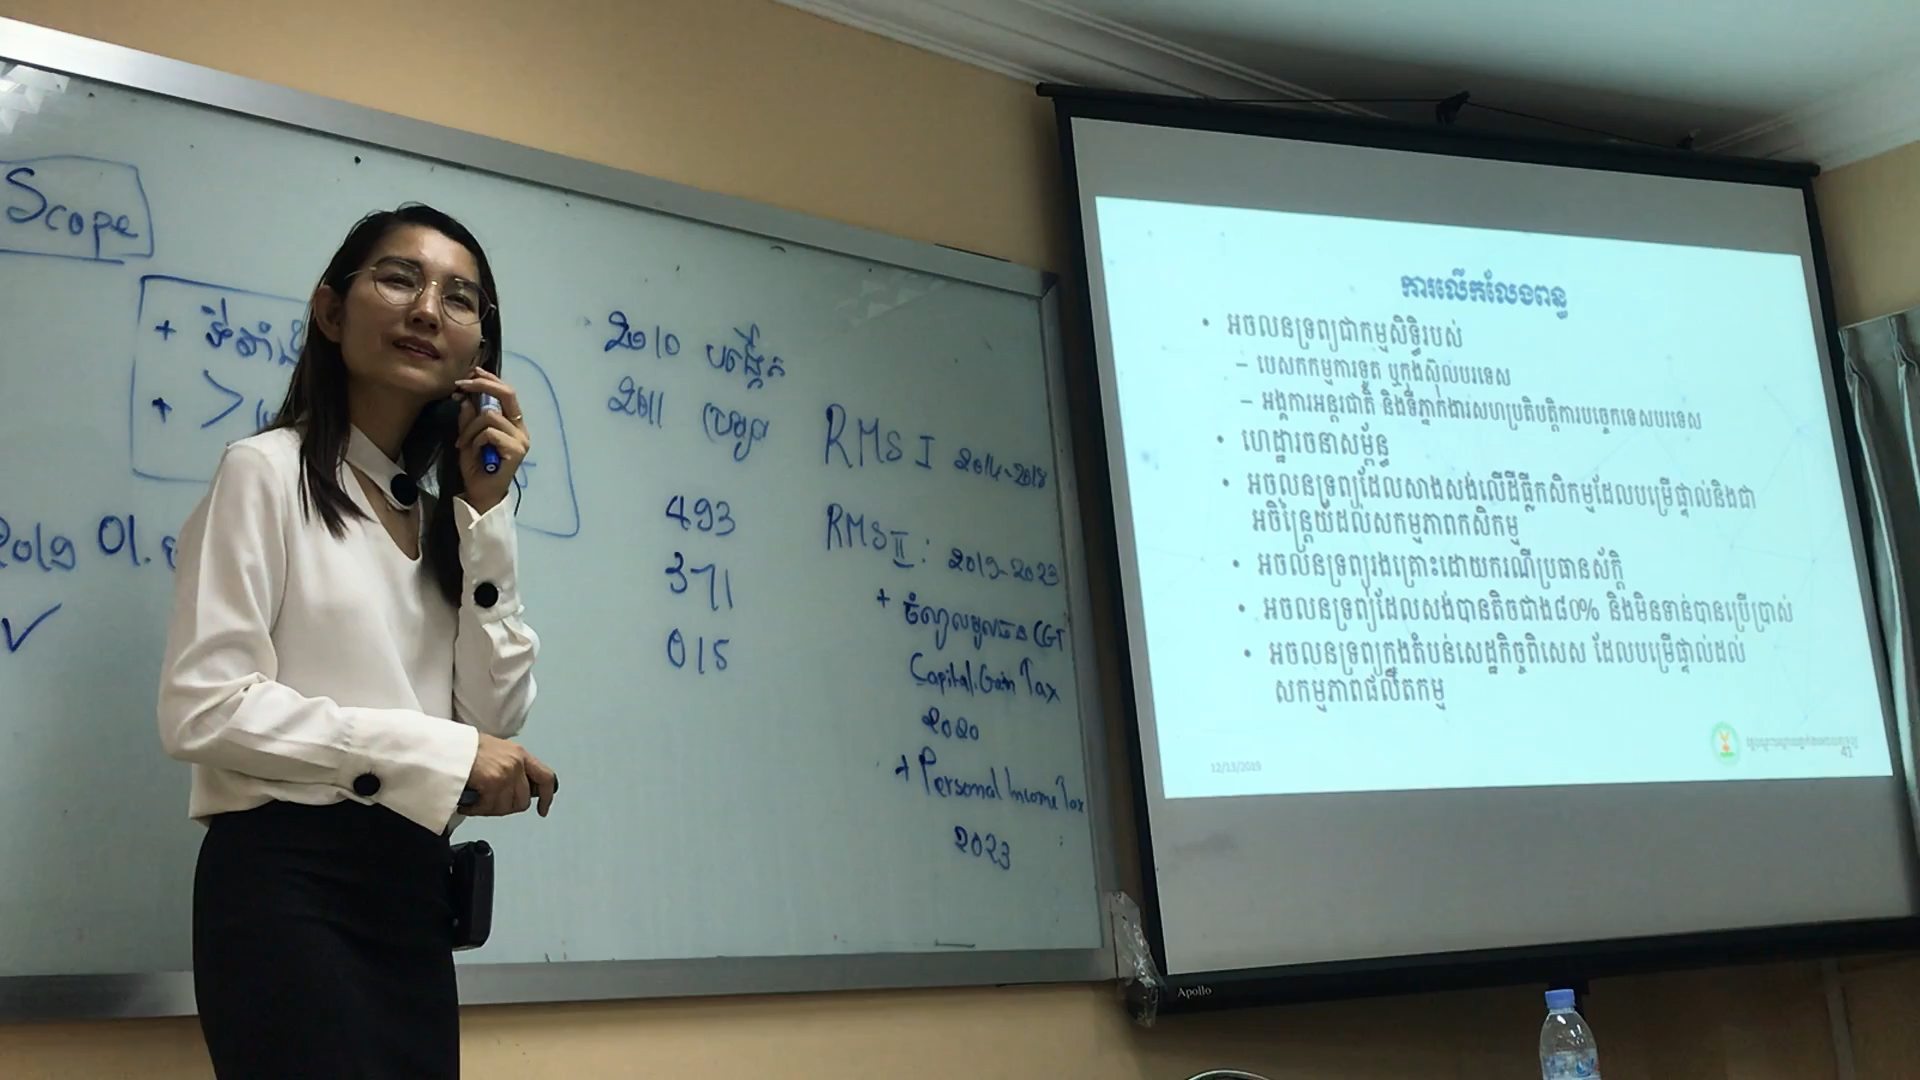 Scope
+ ទីតាំង
+ >
2010 បង្កើត
2011
493
371
015
RMS I 2014-2018
RMS II : 2019-2023
+ ចំណេញមូលធន CGT
Capital Gain Tax
២០២០
+ Personal Income Tax
២០២៣
ការលើកលែងពន្ធ
• អចលនទ្រព្យជាកម្មសិទ្ធិរបស់
– បេសកកម្មការទូត ឬកុងស៊ុលបរទេស
– អង្គការអន្តរជាតិ និងទីភ្នាក់ងារសហប្រតិបត្តិការបច្ចេកទេសបរទេស
• ហេដ្ឋារចនាសម្ព័ន្ធ
• អចលនទ្រព្យដែលសាងសង់លើដីធ្លីកសិកម្មដែលបម្រើផ្ទាល់និងជា
អចិន្ត្រៃយ៍ដល់សកម្មភាពកសិកម្ម
• អចលនទ្រព្យរងគ្រោះដោយករណីប្រធានស័ក្តិ
• អចលនទ្រព្យដែលសង់បានតិចជាង៨០% និងមិនទាន់បានប្រើប្រាស់
• អចលនទ្រព្យក្នុងតំបន់សេដ្ឋកិច្ចពិសេស ដែលបម្រើផ្ទាល់ដល់
សកម្មភាពផលិតកម្ម
12/13/2019
41
Apollo